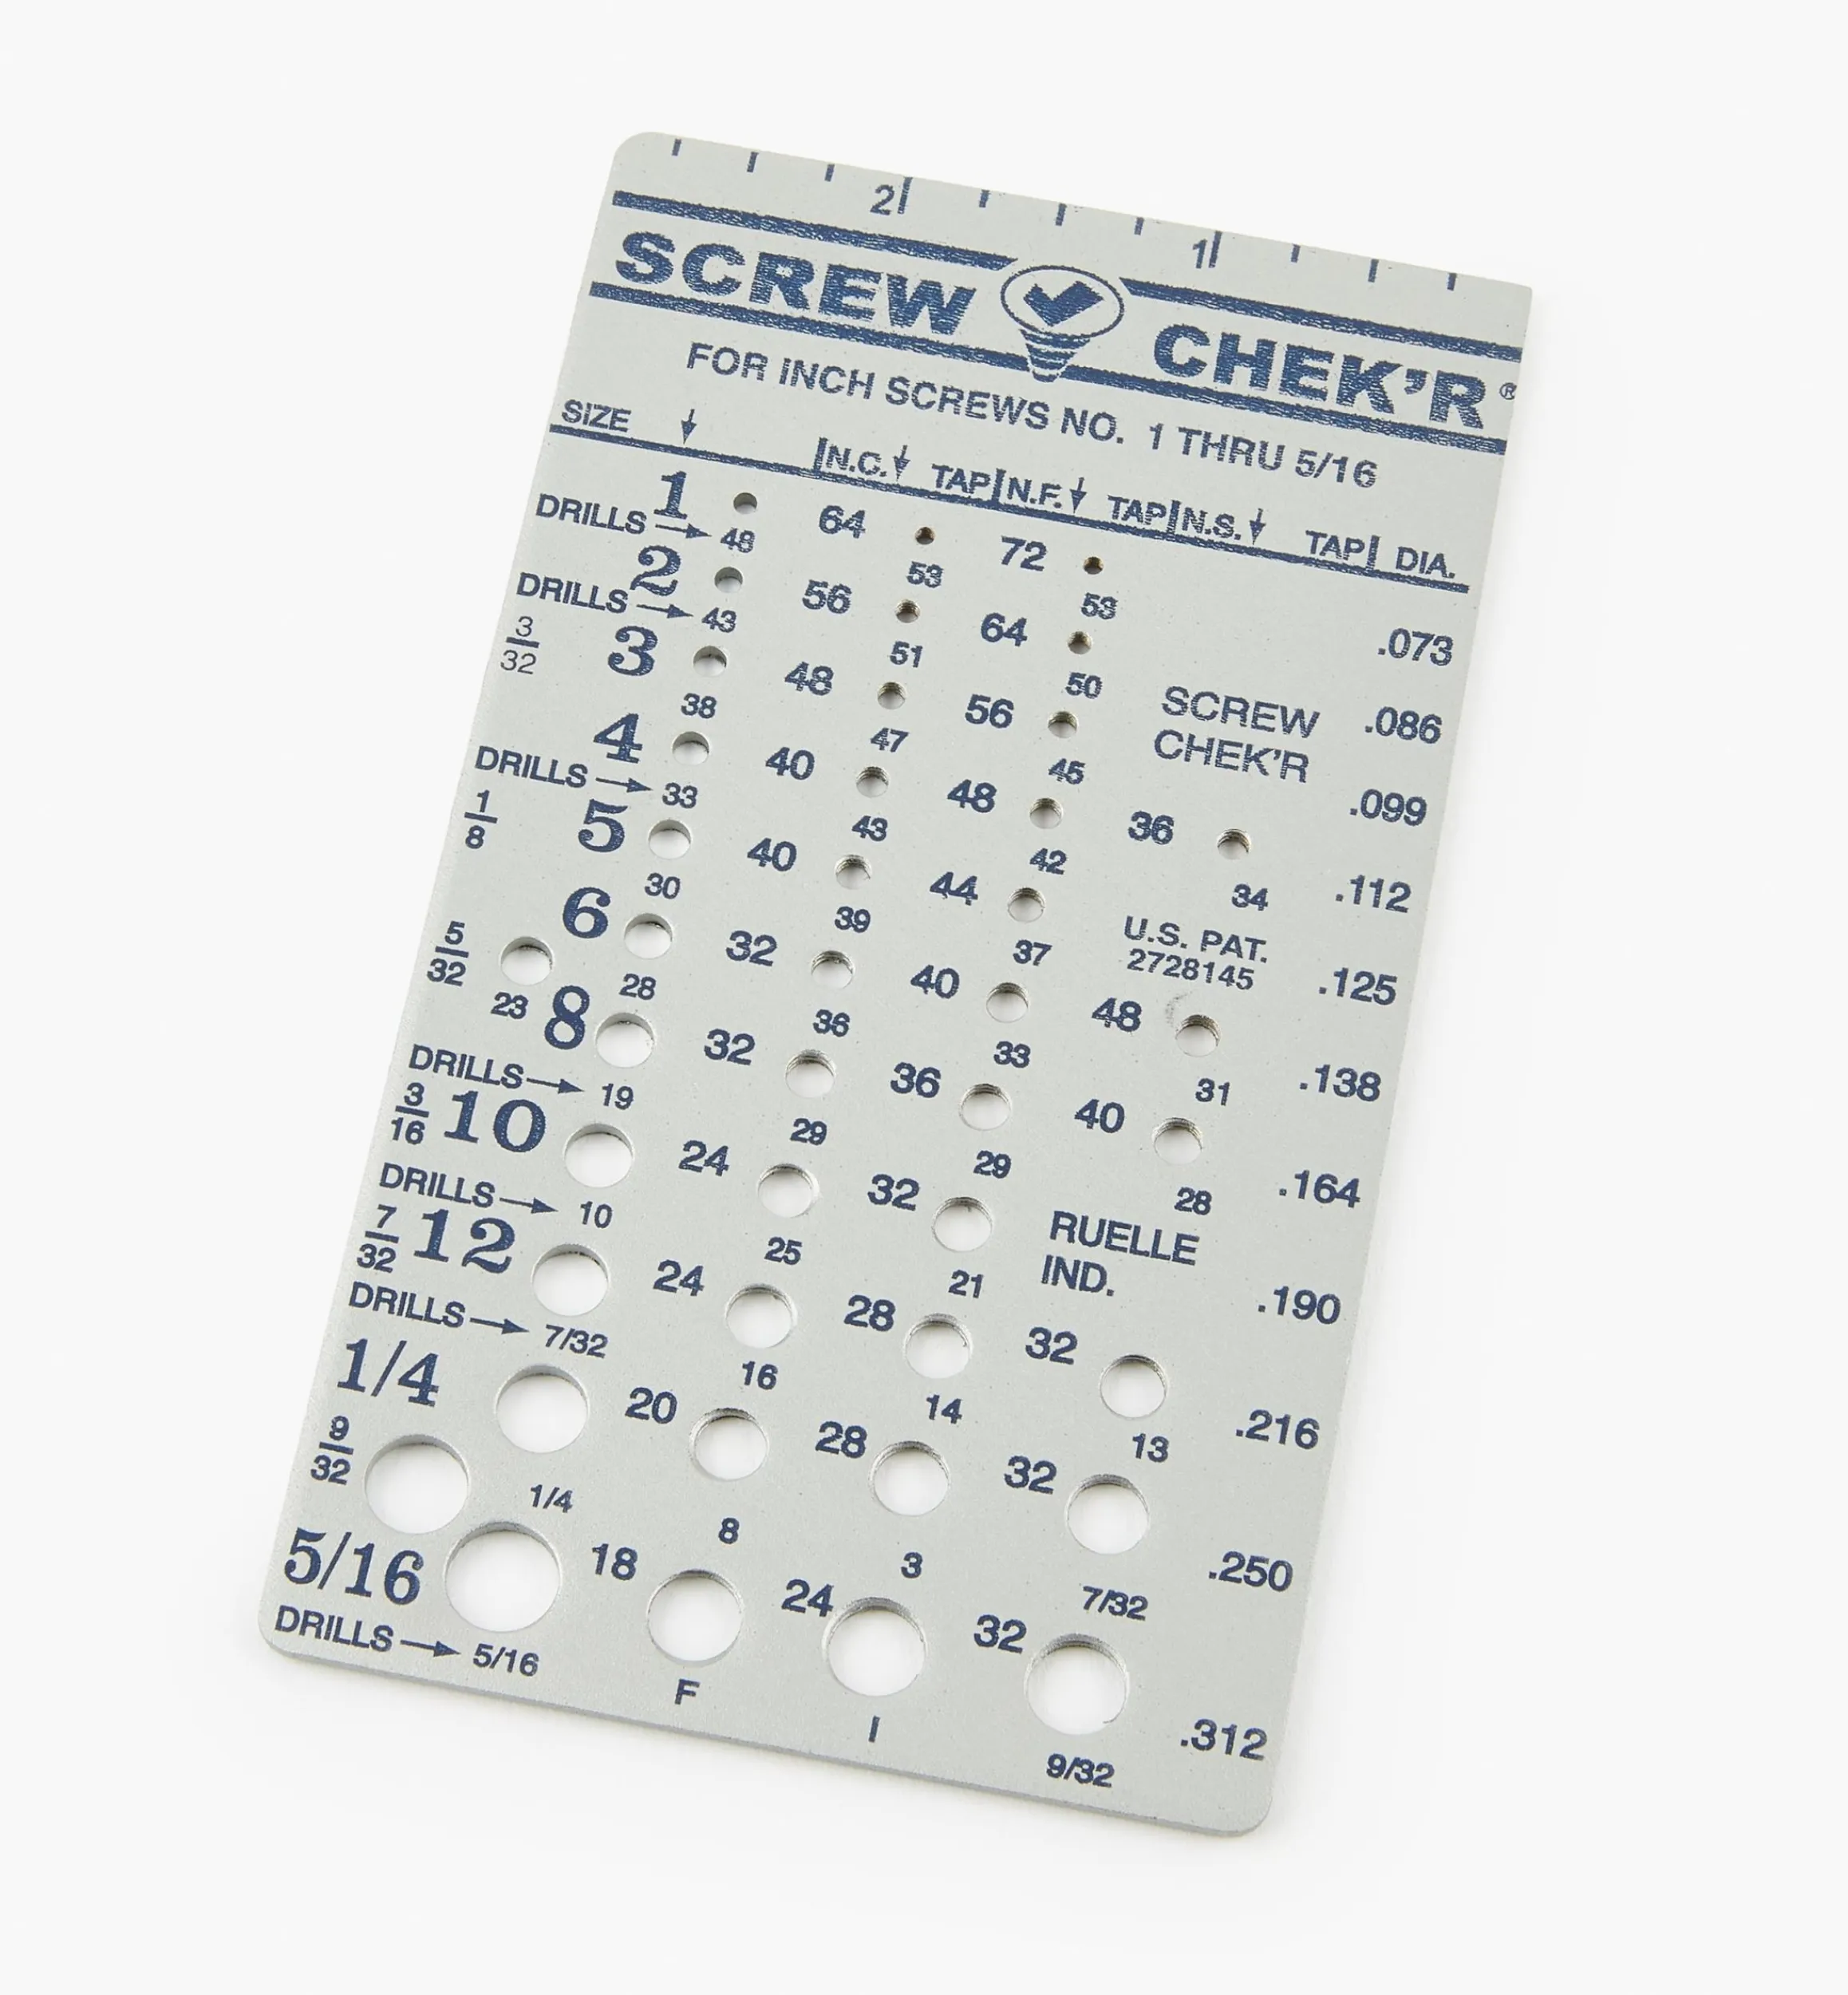 2 1
SCREW CHEK'R®
FOR INCH SCREWS NO. 1 THRU 5/16
SIZE N.C. TAP N.F. TAP N.S. TAP DIA.
1 64 72 .073
DRILLS 48 53 53
2 56 64 .086
DRILLS 43 51 50
3/32 3 48 56 SCREW .099
CHEK'R
38 47 45
4 40 48 36 .112
DRILLS 33 43 42 34
1/8 5 40 44 .125
30 39 37
U.S. PAT.
2728145
5/32 6 32 40 48 .138
23 28 36 33 31
8 32 36 40 .164
DRILLS 19 29 29 28
3/16 10 24 32 RUELLE .190
IND.
DRILLS 10 25 21
7/32 12 24 28 32 .216
DRILLS 7/32 16 14 13
1/4 20 28 32 .250
9/32
1/4 8 3 7/32
5/16 18 24 32 .312
DRILLS 5/16 F I 9/32